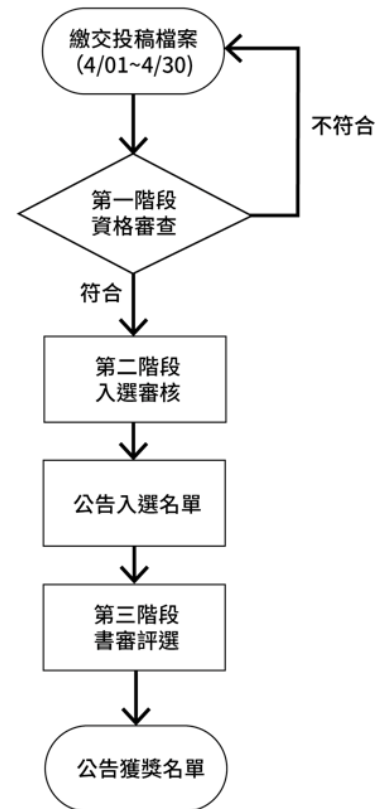 繳交投稿檔案
（4/01~4/30）
不符合
第一階段
資格審查
符合
第二階段
入選審核
公告入選名單
第三階段
書審評選
公告獲獎名單